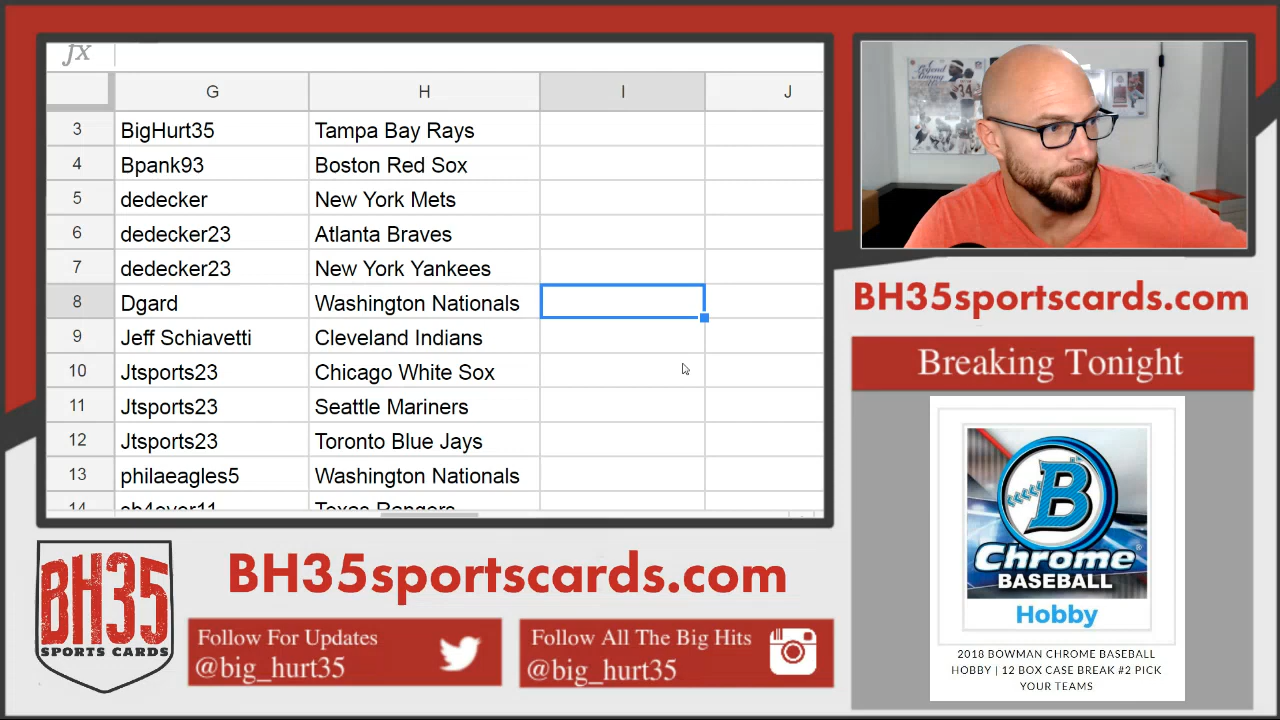 fx
G H I J
3 BigHurt35 Tampa Bay Rays
4 Bpank93 Boston Red Sox
5 dedecker New York Mets
6 dedecker23 Atlanta Braves
7 dedecker23 New York Yankees
8 Dgard Washington Nationals
9 Jeff Schiavetti Cleveland Indians
10 Jtsports23 Chicago White Sox
11 Jtsports23 Seattle Mariners
12 Jtsports23 Toronto Blue Jays
13 philaeagles5 Washington Nationals
14 Texas Rangers
34
BH35sportscards.com
Breaking Tonight
B
Chrome
BASEBALL
Hobby
2018 BOWMAN CHROME BASEBALL
HOBBY | 12 BOX CASE BREAK #2 PICK
YOUR TEAMS
BH35
SPORTS CARDS
BH35sportscards.com
Follow For Updates
@big_hurt35
Follow All The Big Hits
@big_hurt35